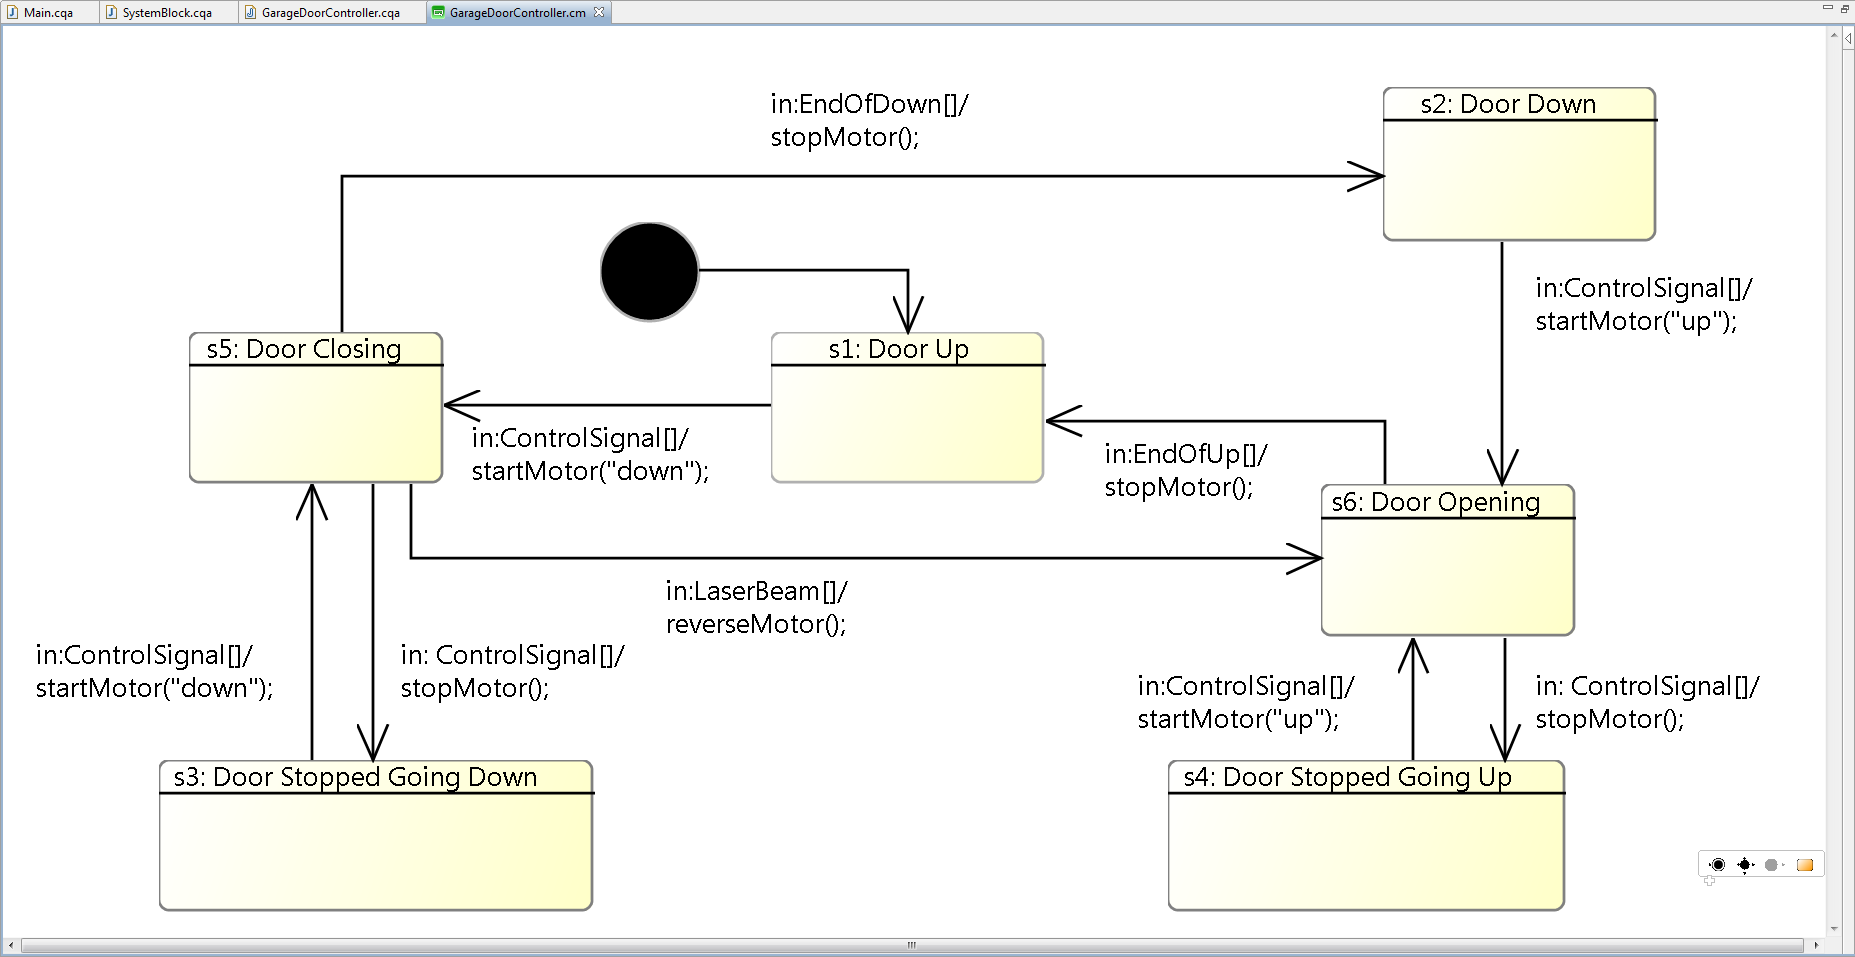 Main.cqa
SystemBlock.cqa
GarageDoorController.cqa
GarageDoorController.cm
in:EndOfDown[]/
stopMotor();
s2: Door Down
in:ControlSignal[]/
startMotor("up");
s5: Door Closing
s1: Door Up
in:ControlSignal[]/
startMotor("down");
in:EndOfUp[]/
stopMotor();
s6: Door Opening
in:LaserBeam[]/
reverseMotor();
in:ControlSignal[]/
startMotor("down");
in: ControlSignal[]/
stopMotor();
in:ControlSignal[]/
startMotor("up");
in: ControlSignal[]/
stopMotor();
s3: Door Stopped Going Down
s4: Door Stopped Going Up